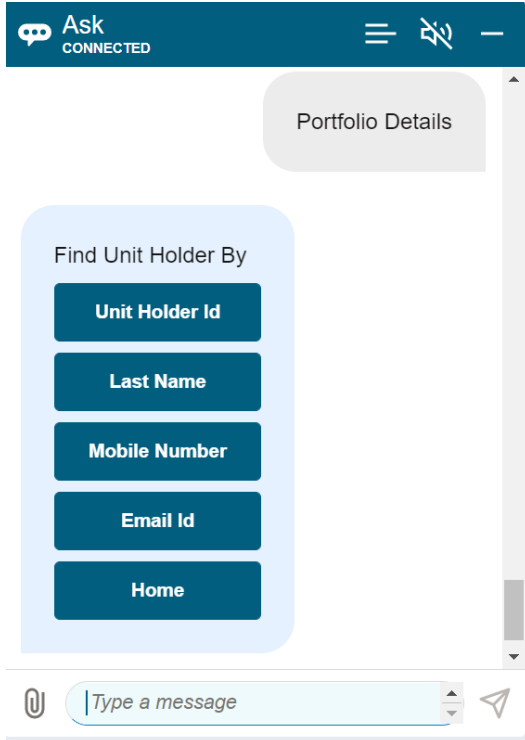 Ask
CONNECTED
Portfolio Details
Find Unit Holder By
Unit Holder Id
Last Name
Mobile Number
Email Id
Home
Type a message